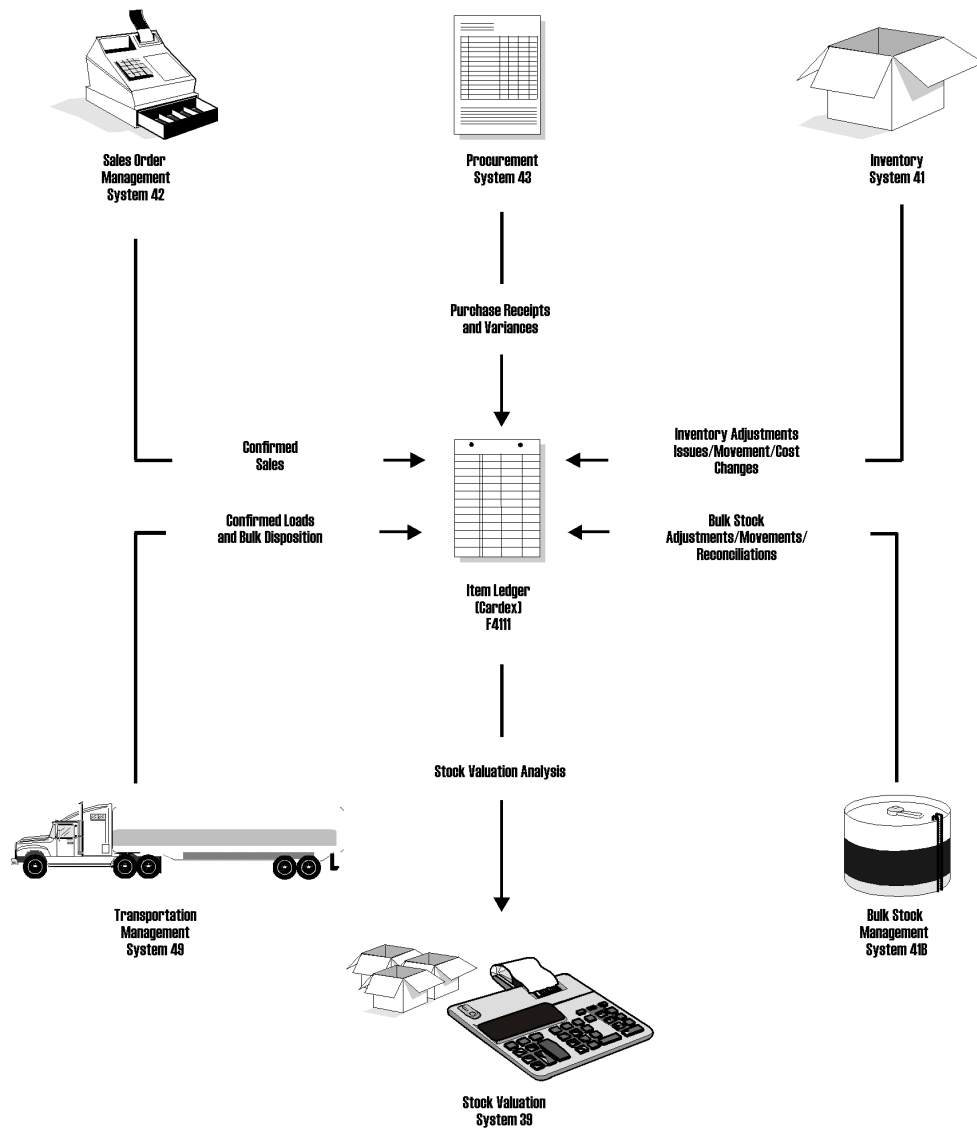 Sales Order
Management
System 42
Procurement
System 43
Inventory
System 41
Purchase Receipts
and Variances
Confirmed
Sales
Inventory Adjustments
Issues/Movement/Cost
Changes
Confirmed Loads
and Bulk Disposition
Bulk Stock
Adjustments/Movements/
Reconciliations
Item Ledger
(Cardex)
F4111
Stock Valuation Analysis
Transportation
Management
System 49
Bulk Stock
Management
System 41B
Stock Valuation
System 39